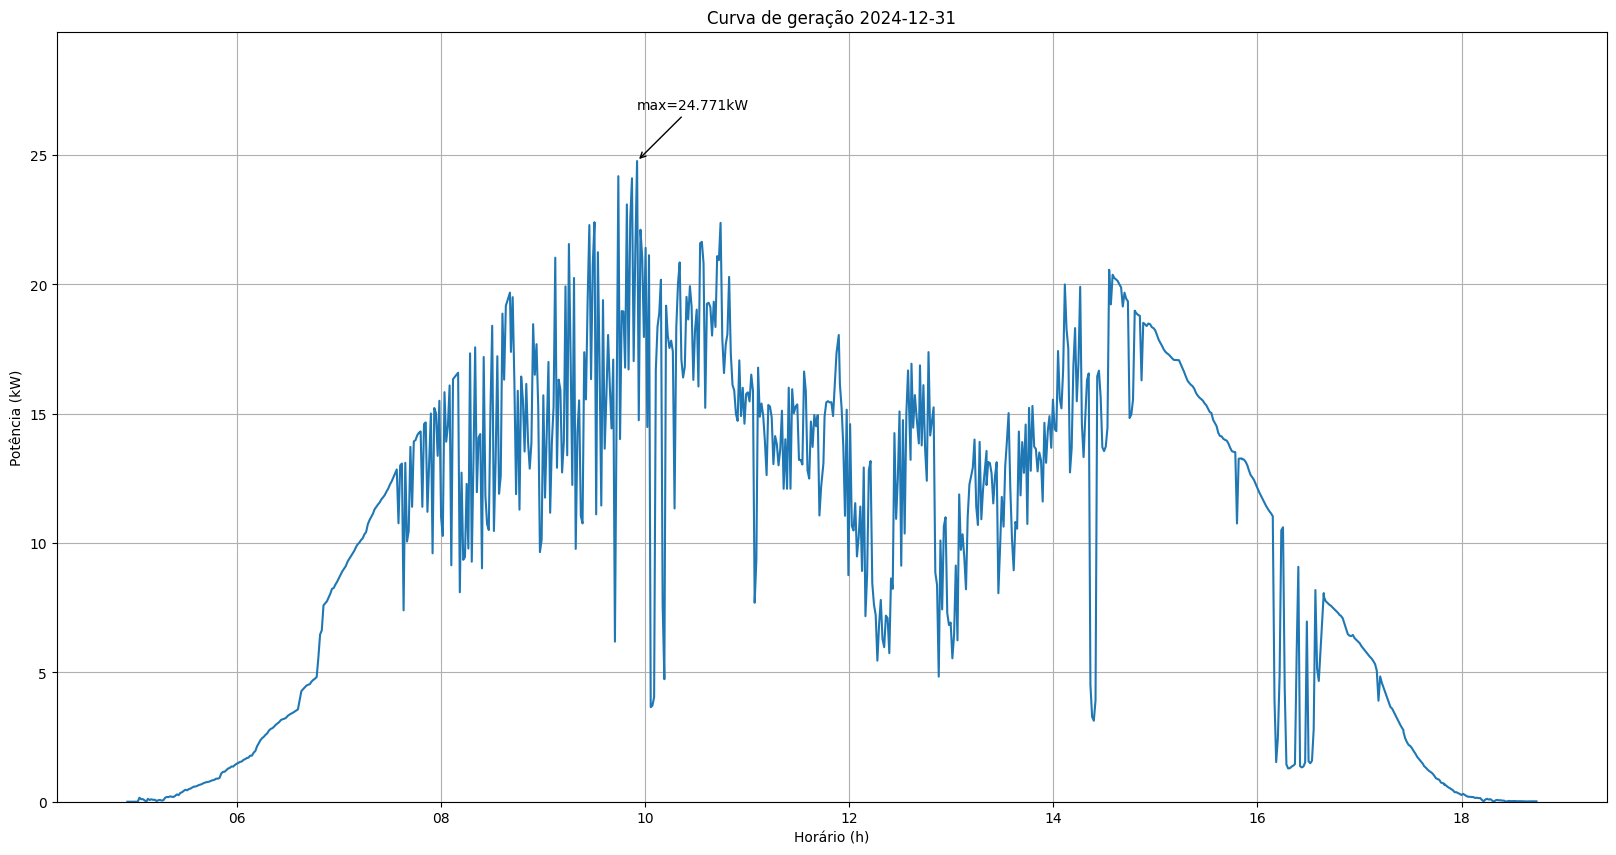 Curva de geração 2024-12-31
max=24.771kW
Potência (kW)
25
20
15
10
5
0
06 08 10 12 14 16 18
Horário (h)